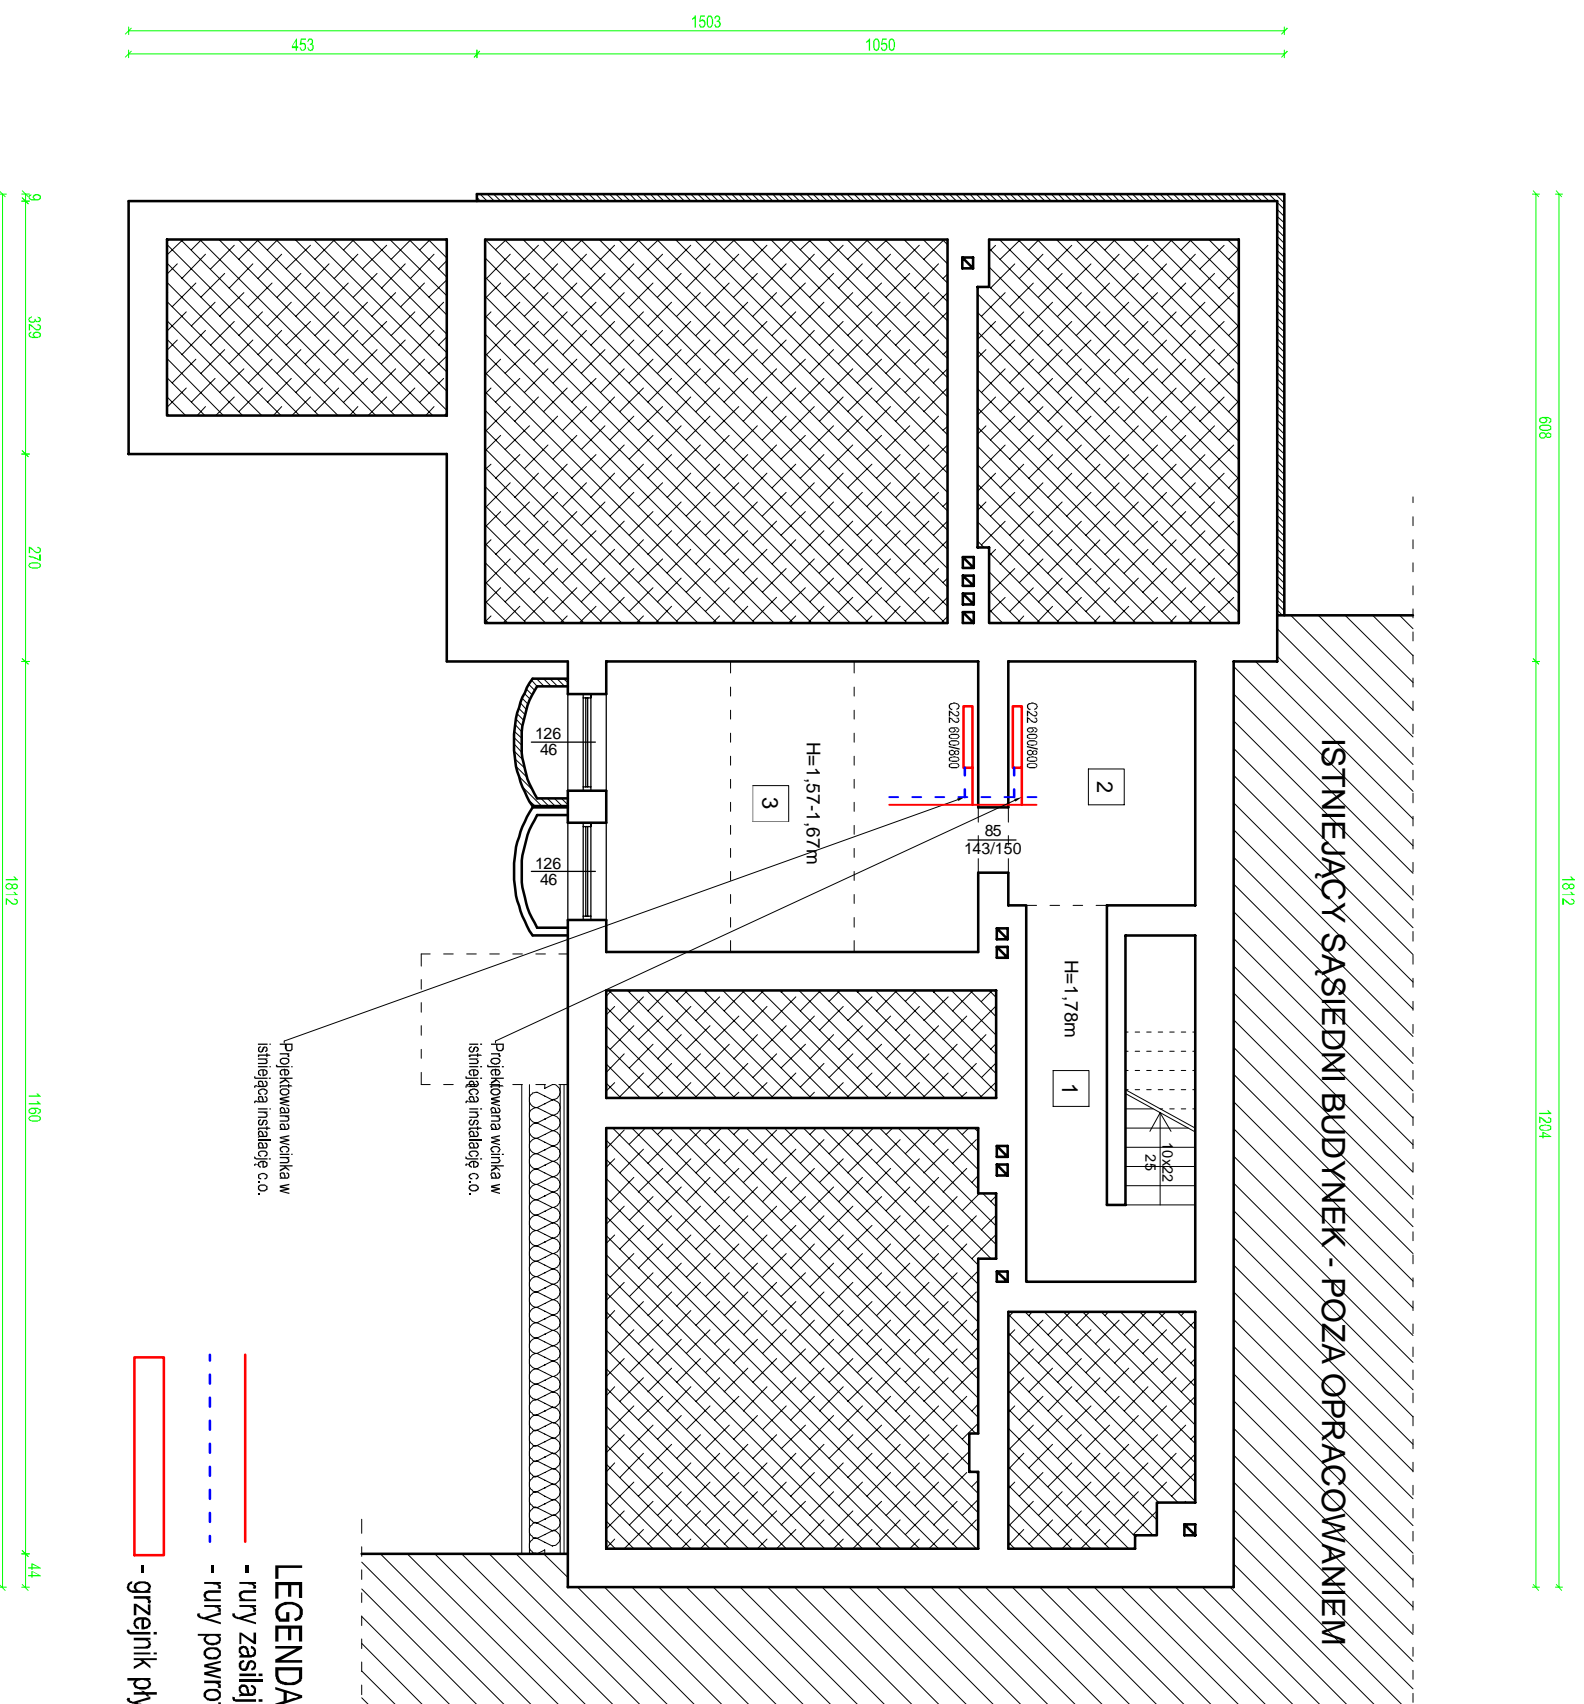 1503
453
1050
9
329
270
1160
44
1812
608
1204
1812
ISTNIEJĄCY SĄSIEDNI BUDYNEK - POZA OPRACOWANIEM
C22 600/800
C22 600/800
2
3
H=1,57-1,67m
85
143/150
126
46
126
46
H=1,78m
1
10x22
25
Projektowana wcinka w
istniejącą instalację c.o.
Projektowana wcinka w
istniejącą instalację c.o.
LEGENDA
- rury zasilaj
- rury powro
- grzejnik pły